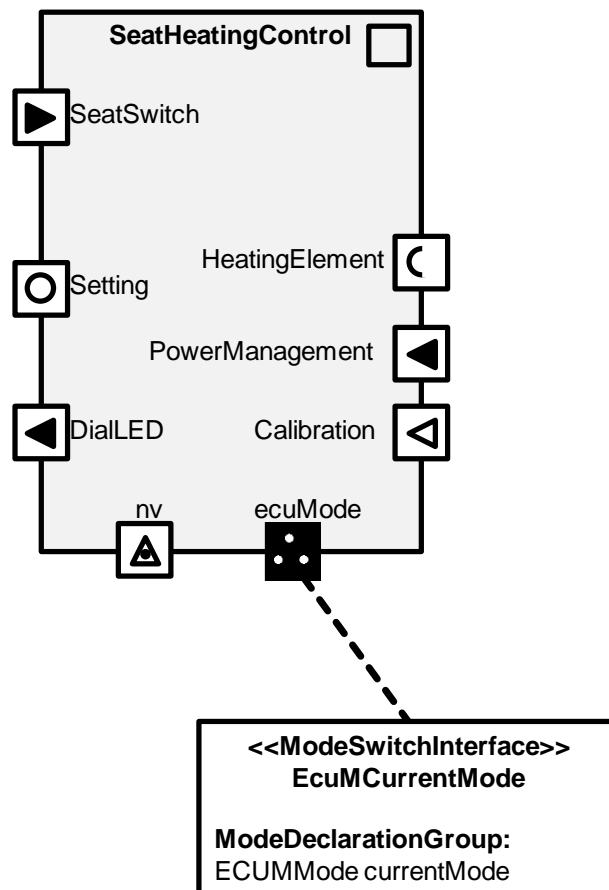 SeatHeatingControl
SeatSwitch
HeatingElement
Setting
PowerManagement
DialLED
Calibration
nv
ecuMode
<<ModeSwitchInterface>>
EcuMCurrentMode
ModeDeclarationGroup:
ECUMMode currentMode